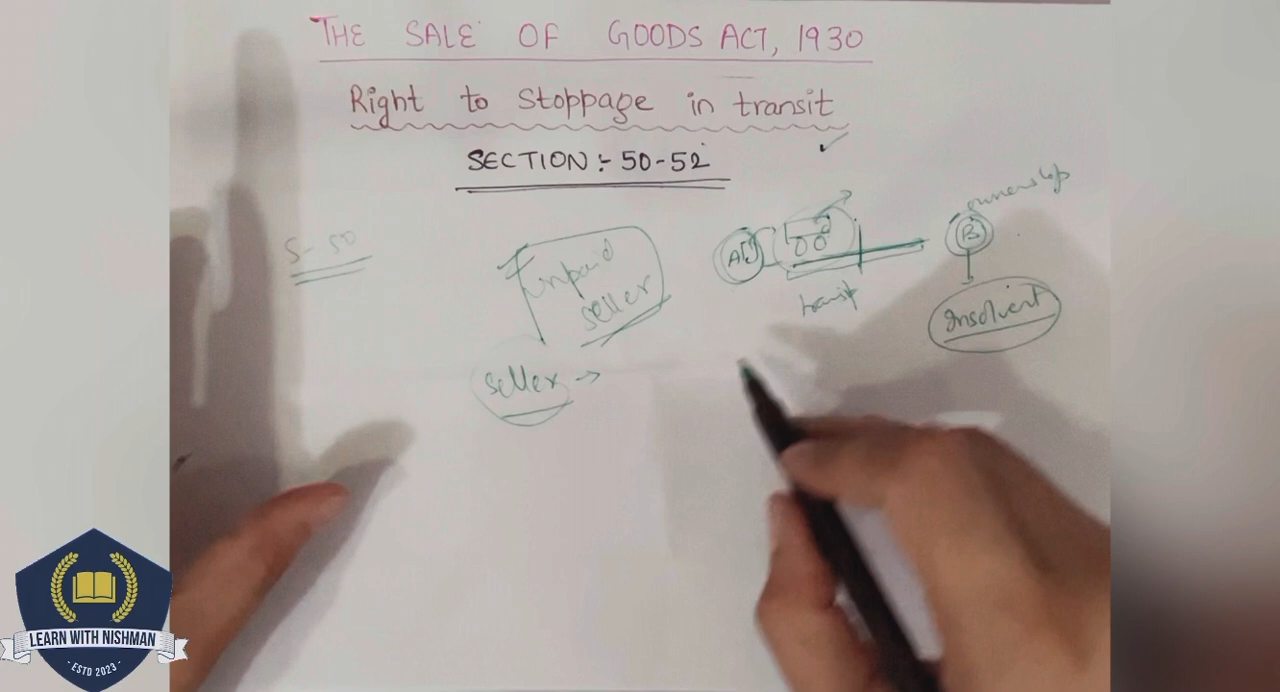 THE SALE OF GOODS ACT, 1930
Right to Stoppage in transit
SECTION :- 50-52
ownership
S- 50
unpaid
seller
A
B
transit
Insolvent
seller →
LEARN WITH NISHMAN
- ESTD 2023 -